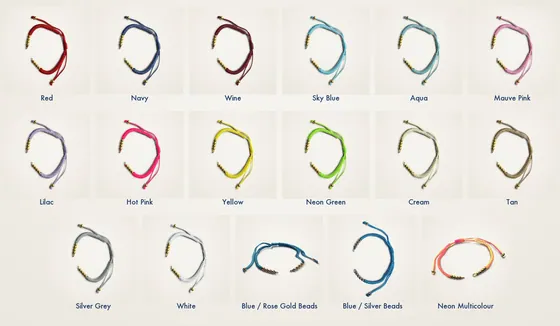 Red
Navy
Wine
Sky Blue
Aqua
Mauve Pink
Lilac
Hot Pink
Yellow
Neon Green
Cream
Tan
Silver Grey
White
Blue / Rose Gold Beads
Blue / Silver Beads
Neon Multicolour